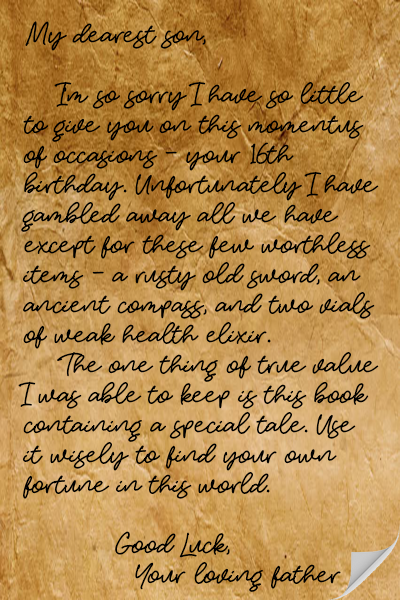 My dearest son,
I'm so sorry I have so little
to give you on this momentus
of occasions - your 16th
birthday. Unfortunately I have
gambled away all we have
except for these few worthless
items - a rusty old sword, an
ancient compass, and two vials
of weak health elixir.
The one thing of true value
I was able to keep is this book
containing a special tale. Use
it wisely to find your own
fortune in this world.
Good Luck,
Your loving father